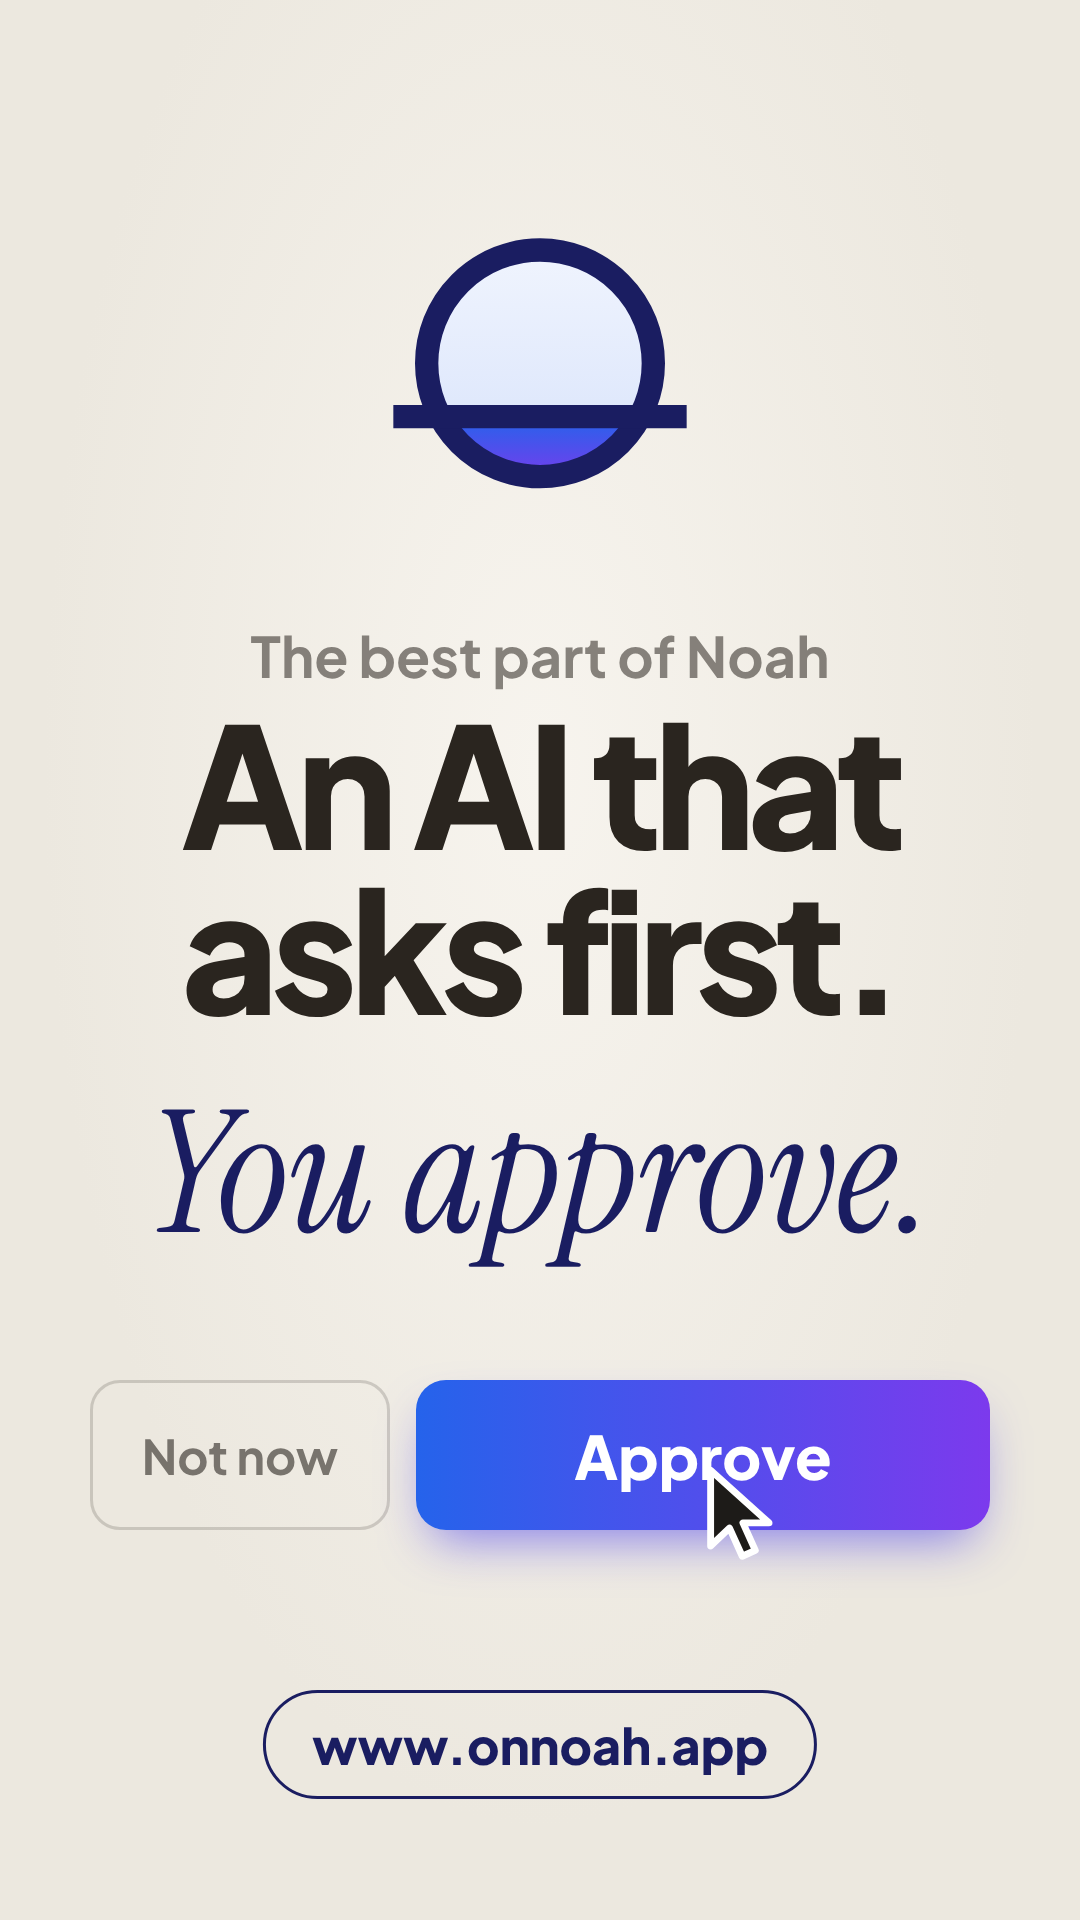 The best part of Noah
An AI that
asks first.
You approve.
Not now
Approve
www.onnoah.app